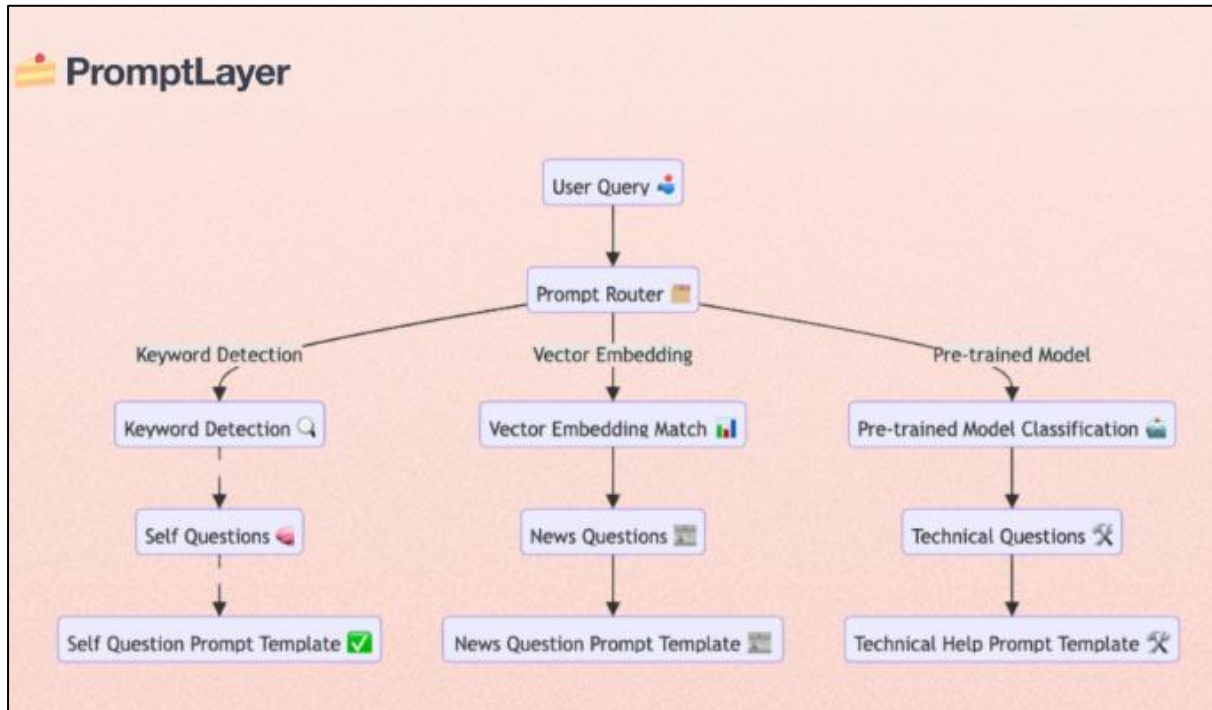 PromptLayer
User Query
Prompt Router
Keyword Detection
Vector Embedding
Pre-trained Model
Keyword Detection
Vector Embedding Match
Pre-trained Model Classification
Self Questions
News Questions
Technical Questions
Self Question Prompt Template
News Question Prompt Template
Technical Help Prompt Template